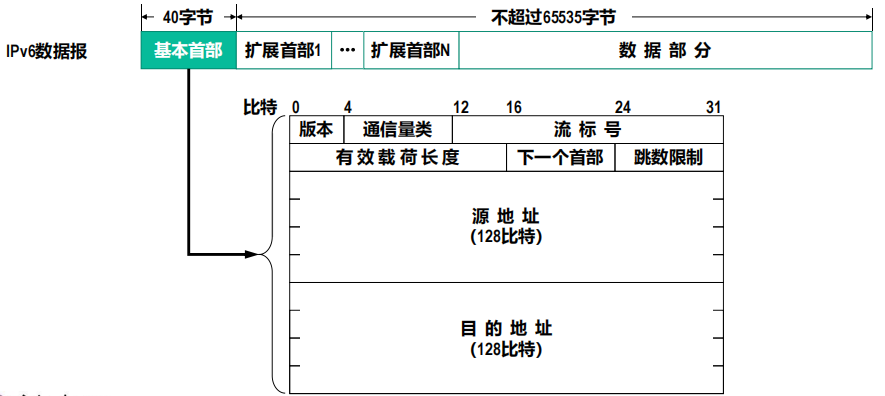 40字节 不超过65535字节
IPv6数据报 基本首部 扩展首部1 … 扩展首部N 数据部分
比特 0 4 12 16 24 31
版本 通信量类 流标号
有效载荷长度 下一个首部 跳数限制
源地址
(128比特)
目的地址
(128比特)